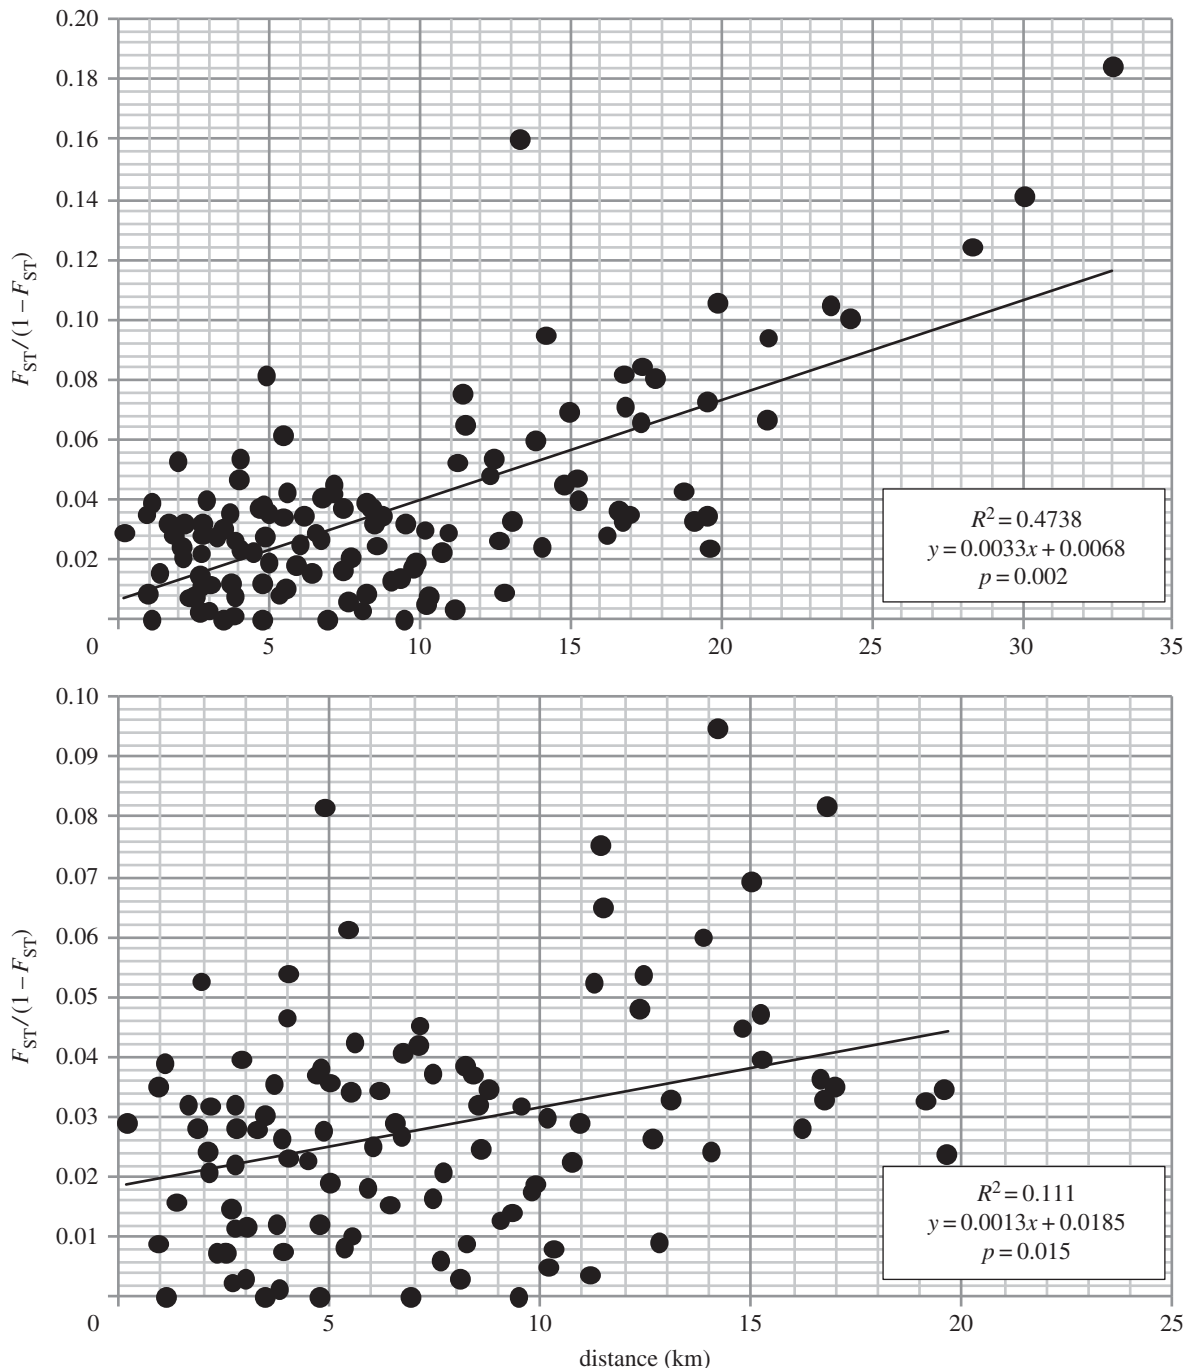 0.20
0.18
0.16
0.14
0.12
0.10
0.08
0.06
0.04
0.02
F_ST/(1 – F_ST)
R² = 0.4738
y = 0.0033x + 0.0068
p = 0.002
0 5 10 15 20 25 30 35
0.10
0.09
0.08
0.07
0.06
0.05
0.04
0.03
0.02
0.01
F_ST/(1 – F_ST)
R² = 0.111
y = 0.0013x + 0.0185
p = 0.015
0 5 10 15 20 25
distance (km)